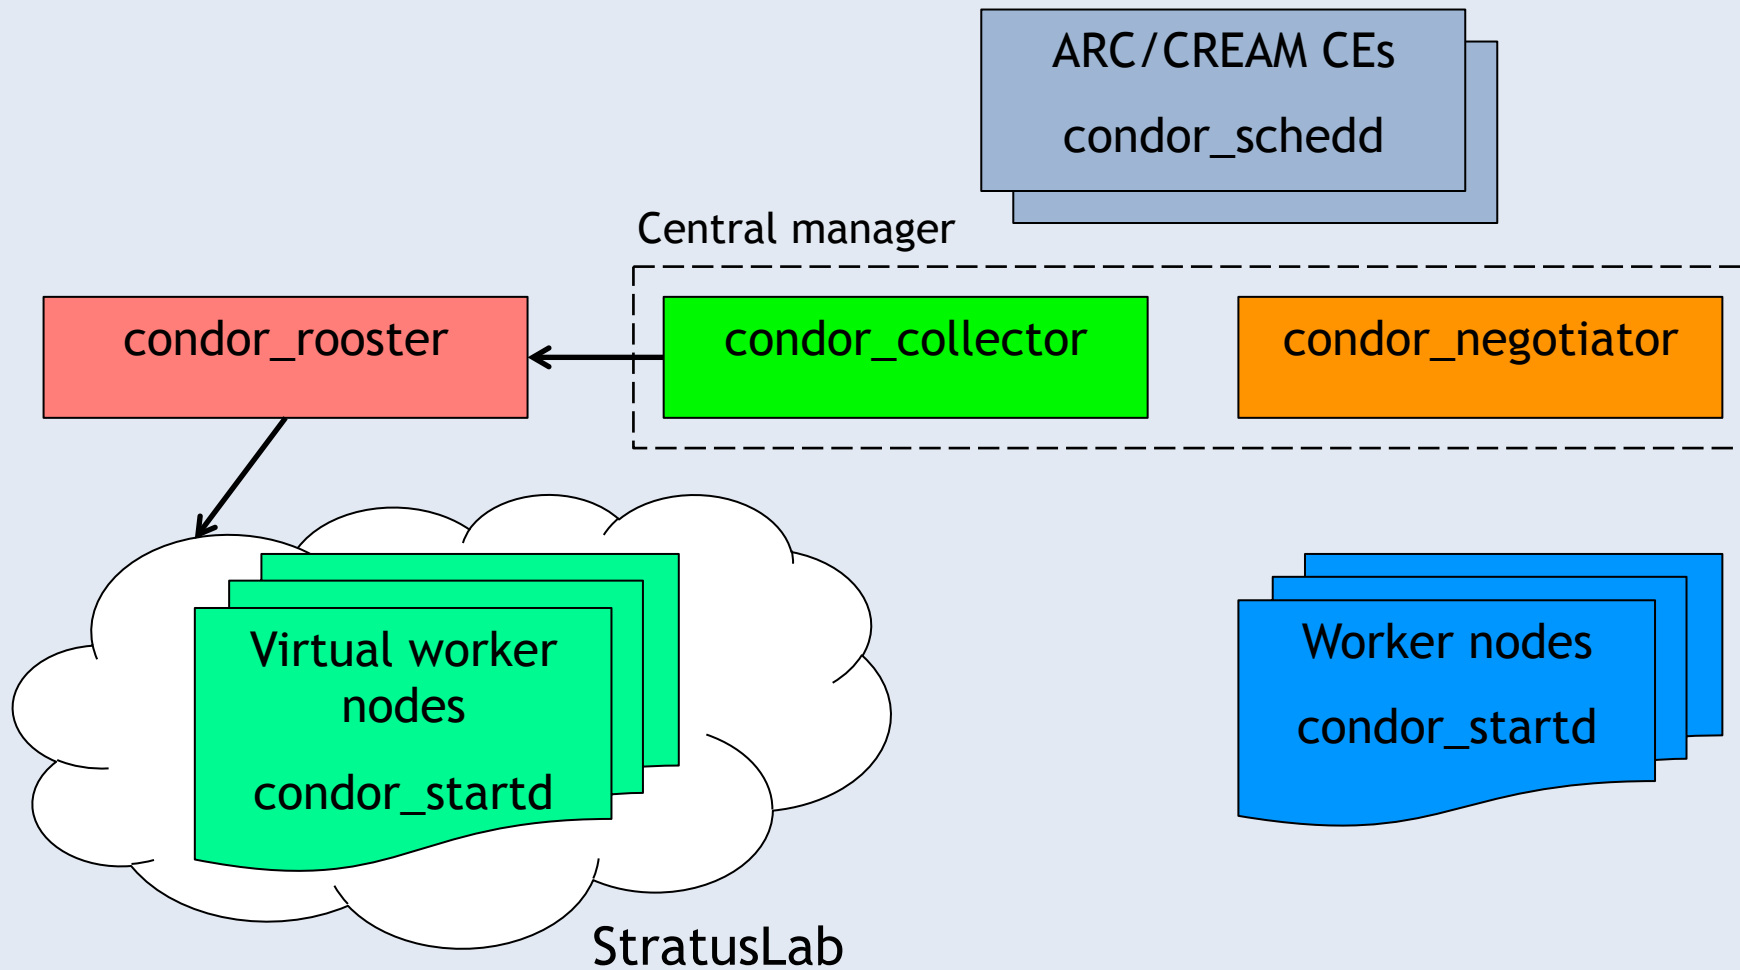 ARC/CREAM CEs
condor_schedd
Central manager
condor_rooster
condor_collector
condor_negotiator
Virtual worker
nodes
condor_startd
Worker nodes
condor_startd
StratusLab